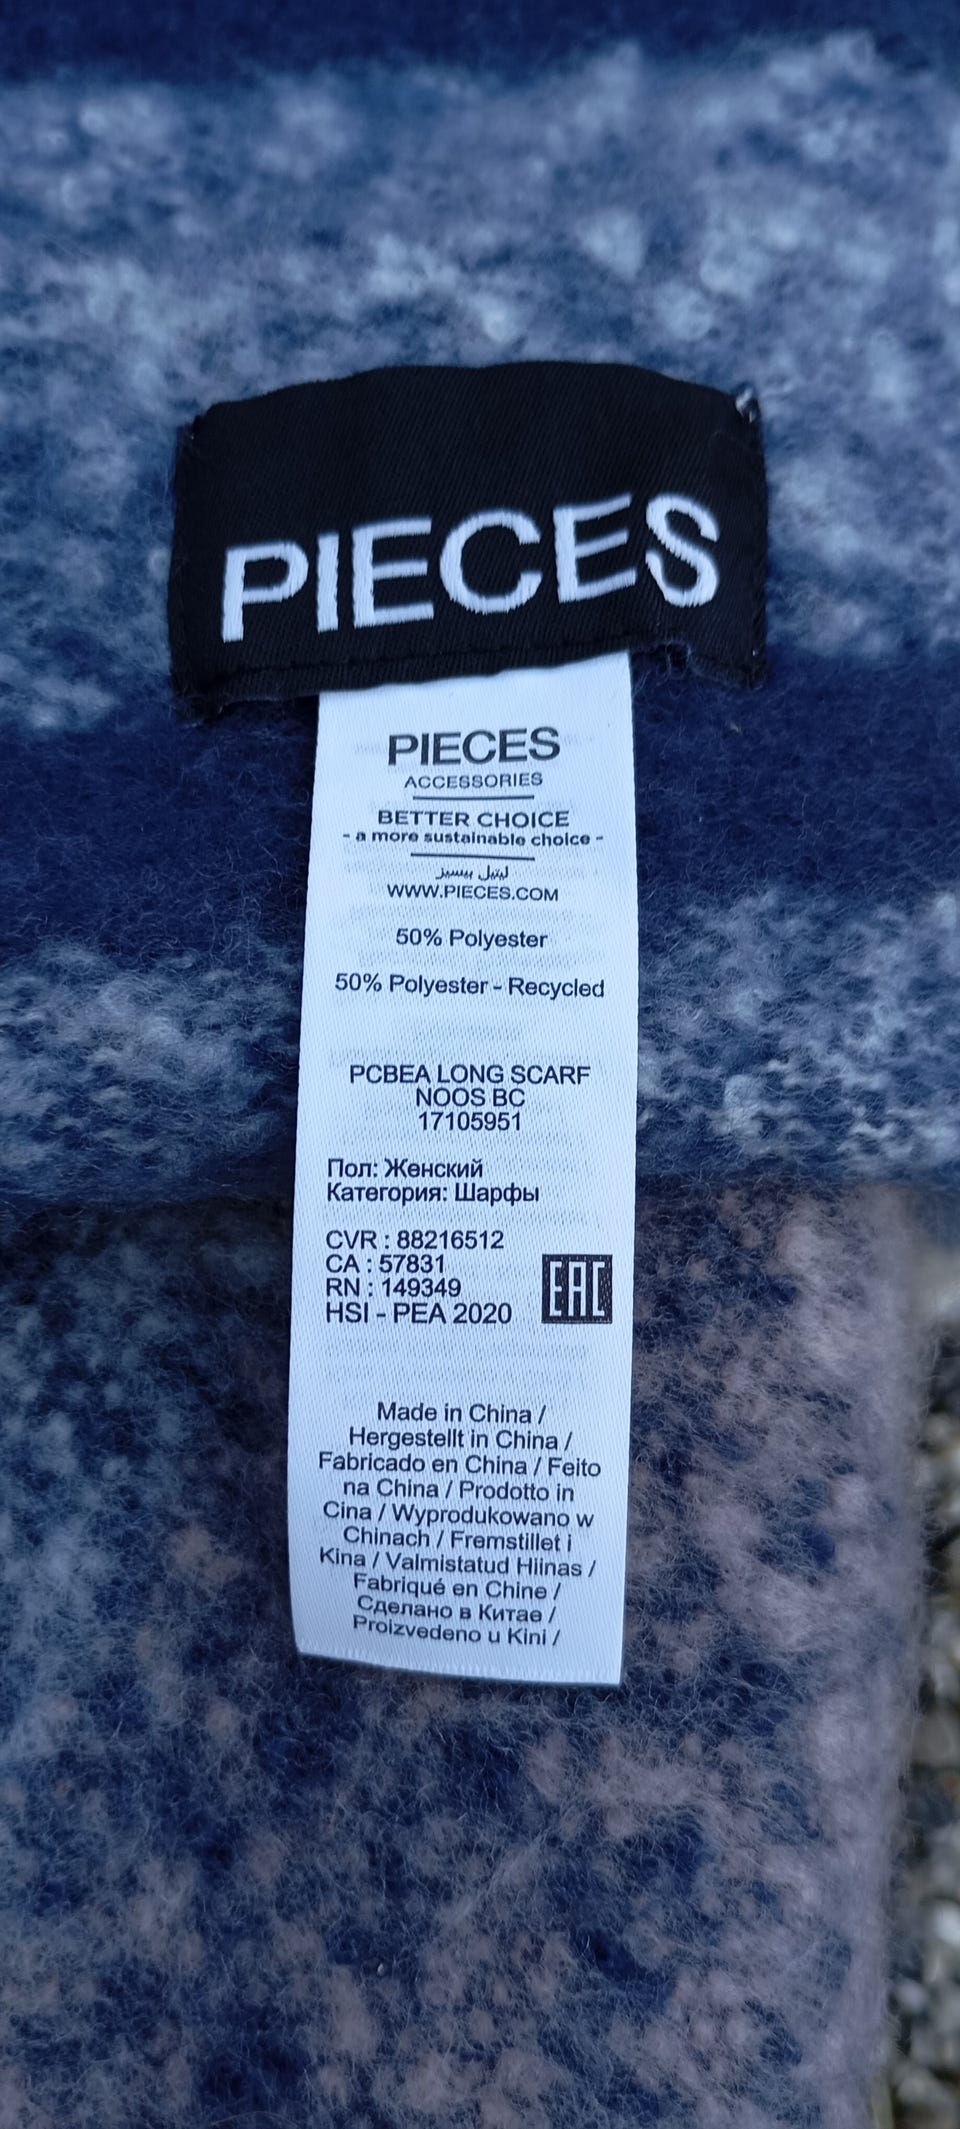 PIECES
PIECES
ACCESSORIES
BETTER CHOICE
- a more sustainable choice -
ليتيل بيسيز
WWW.PIECES.COM
50% Polyester
50% Polyester - Recycled
PCBEA LONG SCARF
NOOS BC
17105951
Пол: Женский
Категория: Шарфы
CVR : 88216512
CA : 57831
RN : 149349
HSI - PEA 2020
EAC
Made in China /
Hergestellt in China /
Fabricado en China / Feito
na China / Prodotto in
Cina / Wyprodukowano w
Chinach / Fremstillet i
Kina / Valmistatud Hiinas /
Fabriqué en Chine /
Сделано в Китае /
Proizvedeno u Kini /